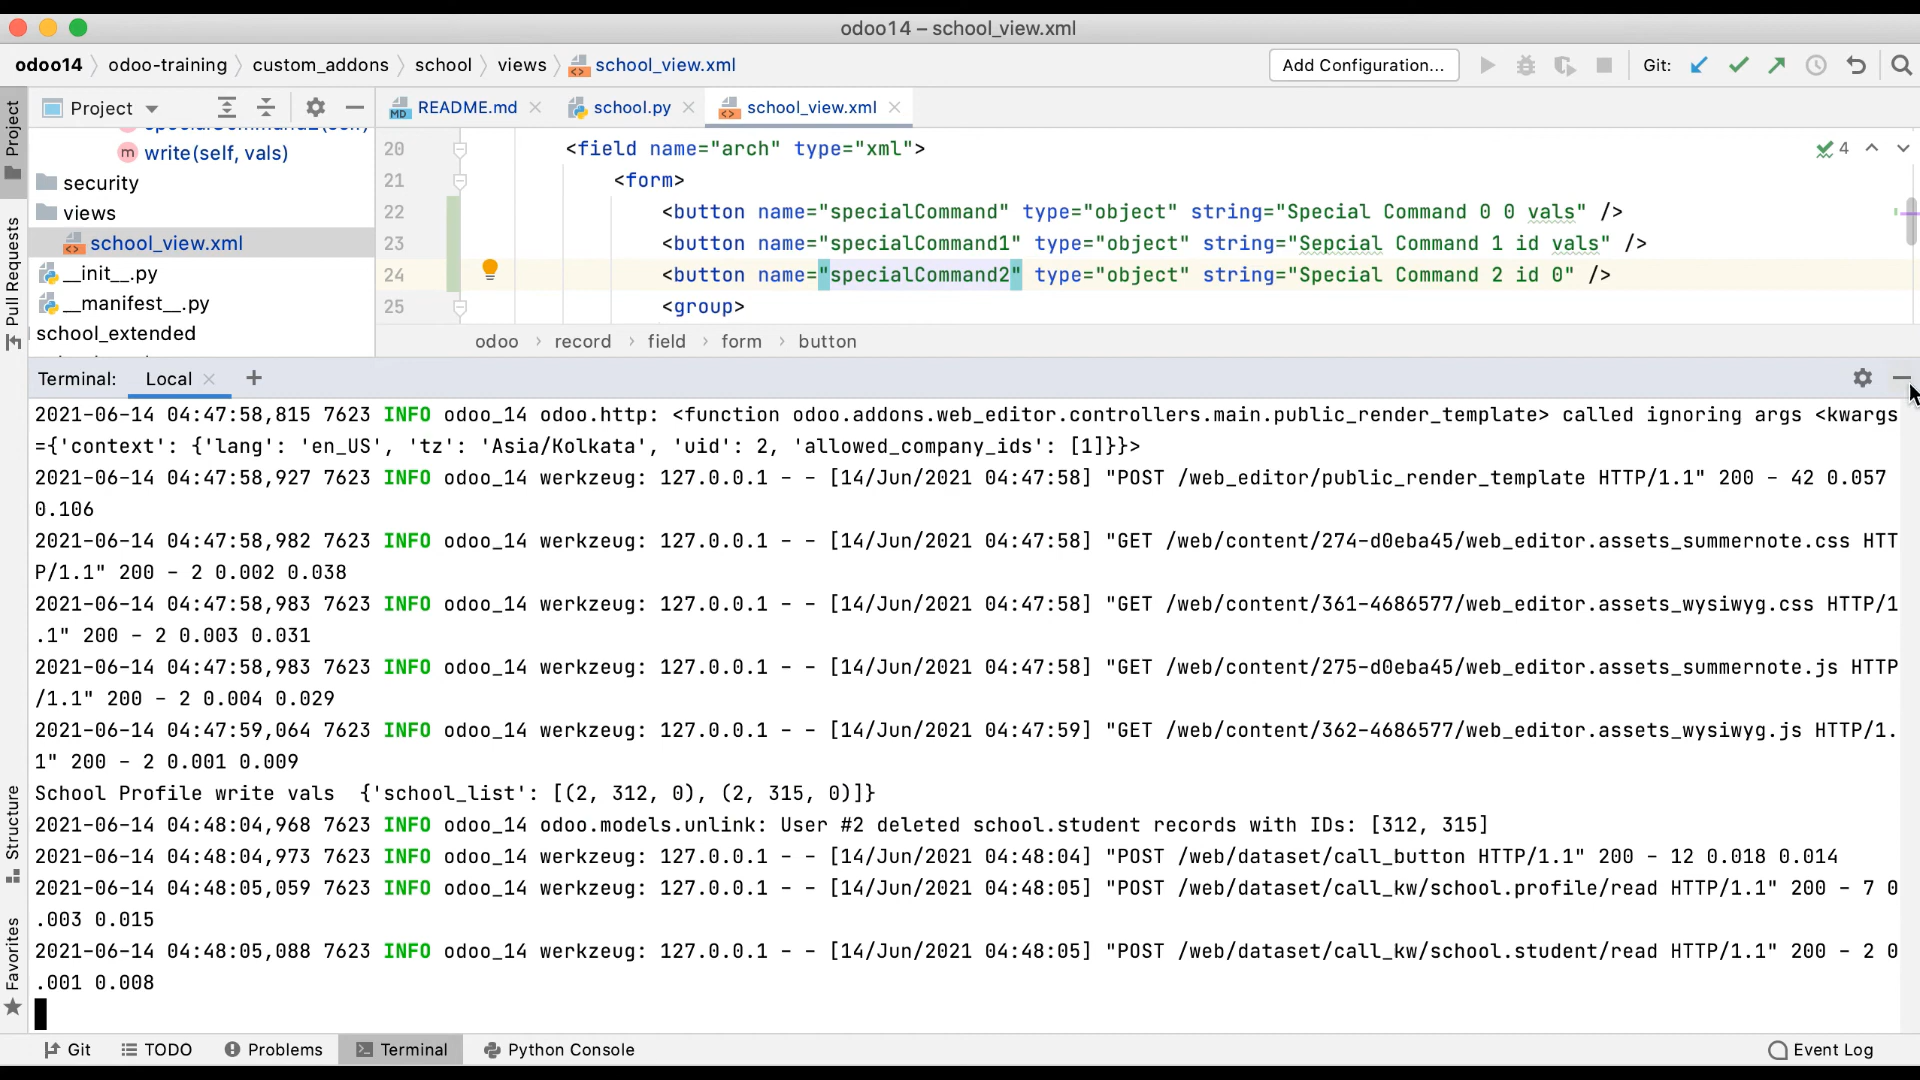 odoo14 – school_view.xml
odoo14 odoo-training custom_addons school views school_view.xml Add Configuration... Git:
Project README.md school.py school_view.xml
write(self, vals)
security
views
school_view.xml
__init__.py
__manifest__.py
school_extended
4
20 <field name="arch" type="xml">
21 <form>
22 <button name="specialCommand" type="object" string="Special Command 0 0 vals" />
23 <button name="specialCommand1" type="object" string="Sepcial Command 1 id vals" />
24 <button name="specialCommand2" type="object" string="Special Command 2 id 0" />
25 <group>
odoo › record › field › form › button
Terminal: Local
2021-06-14 04:47:58,815 7623 INFO odoo_14 odoo.http: <function odoo.addons.web_editor.controllers.main.public_render_template> called ignoring args <kwargs
={'context': {'lang': 'en_US', 'tz': 'Asia/Kolkata', 'uid': 2, 'allowed_company_ids': [1]}}>
2021-06-14 04:47:58,927 7623 INFO odoo_14 werkzeug: 127.0.0.1 - - [14/Jun/2021 04:47:58] "POST /web_editor/public_render_template HTTP/1.1" 200 - 42 0.057
0.106
2021-06-14 04:47:58,982 7623 INFO odoo_14 werkzeug: 127.0.0.1 - - [14/Jun/2021 04:47:58] "GET /web/content/274-d0eba45/web_editor.assets_summernote.css HTT
P/1.1" 200 - 2 0.002 0.038
2021-06-14 04:47:58,983 7623 INFO odoo_14 werkzeug: 127.0.0.1 - - [14/Jun/2021 04:47:58] "GET /web/content/361-4686577/web_editor.assets_wysiwyg.css HTTP/1
.1" 200 - 2 0.003 0.031
2021-06-14 04:47:58,983 7623 INFO odoo_14 werkzeug: 127.0.0.1 - - [14/Jun/2021 04:47:58] "GET /web/content/275-d0eba45/web_editor.assets_summernote.js HTTP
/1.1" 200 - 2 0.004 0.029
2021-06-14 04:47:59,064 7623 INFO odoo_14 werkzeug: 127.0.0.1 - - [14/Jun/2021 04:47:59] "GET /web/content/362-4686577/web_editor.assets_wysiwyg.js HTTP/1.
1" 200 - 2 0.001 0.009
School Profile write vals  {'school_list': [(2, 312, 0), (2, 315, 0)]}
2021-06-14 04:48:04,968 7623 INFO odoo_14 odoo.models.unlink: User #2 deleted school.student records with IDs: [312, 315]
2021-06-14 04:48:04,973 7623 INFO odoo_14 werkzeug: 127.0.0.1 - - [14/Jun/2021 04:48:04] "POST /web/dataset/call_button HTTP/1.1" 200 - 12 0.018 0.014
2021-06-14 04:48:05,059 7623 INFO odoo_14 werkzeug: 127.0.0.1 - - [14/Jun/2021 04:48:05] "POST /web/dataset/call_kw/school.profile/read HTTP/1.1" 200 - 7 0
.003 0.015
2021-06-14 04:48:05,088 7623 INFO odoo_14 werkzeug: 127.0.0.1 - - [14/Jun/2021 04:48:05] "POST /web/dataset/call_kw/school.student/read HTTP/1.1" 200 - 2 0
.001 0.008
Project
Pull Requests
Structure
Favorites
Git TODO Problems Terminal Python Console Event Log